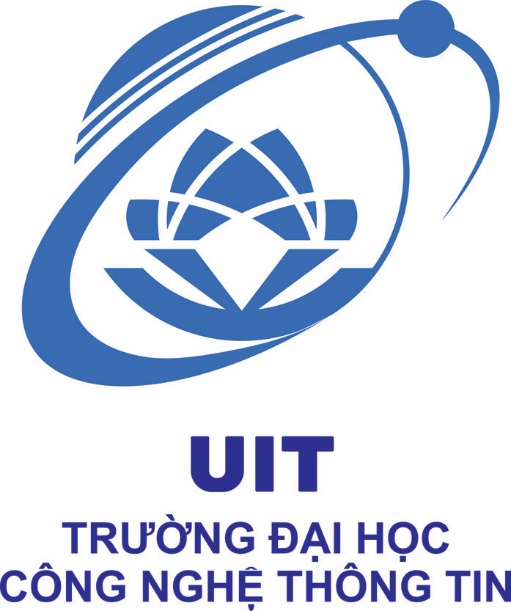 UIT
TRƯỜNG ĐẠI HỌC
CÔNG NGHỆ THÔNG TIN